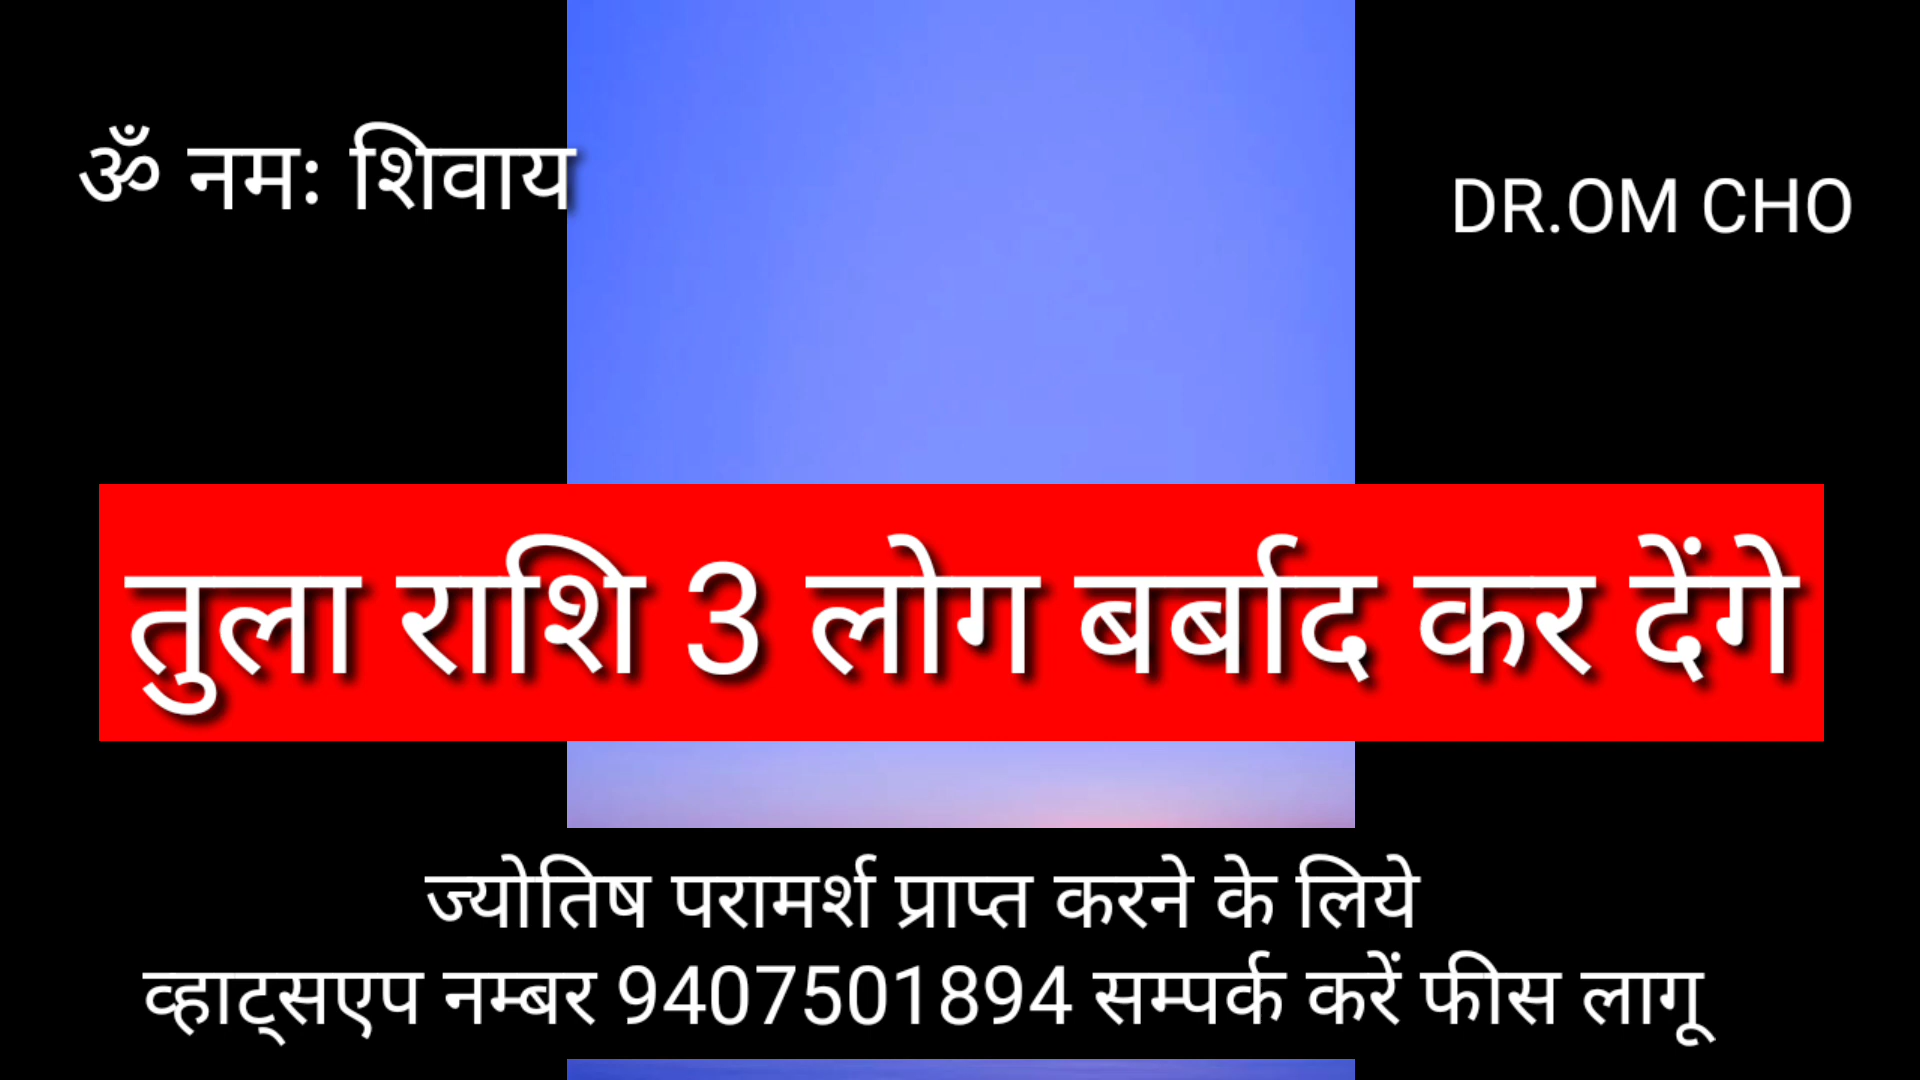 ॐ नमः शिवाय
DR.OM CHO
तुला राशि 3 लोग बर्बाद कर देंगे
ज्योतिष परामर्श प्राप्त करने के लिये
व्हाट्सएप नम्बर 9407501894 सम्पर्क करें फीस लागू